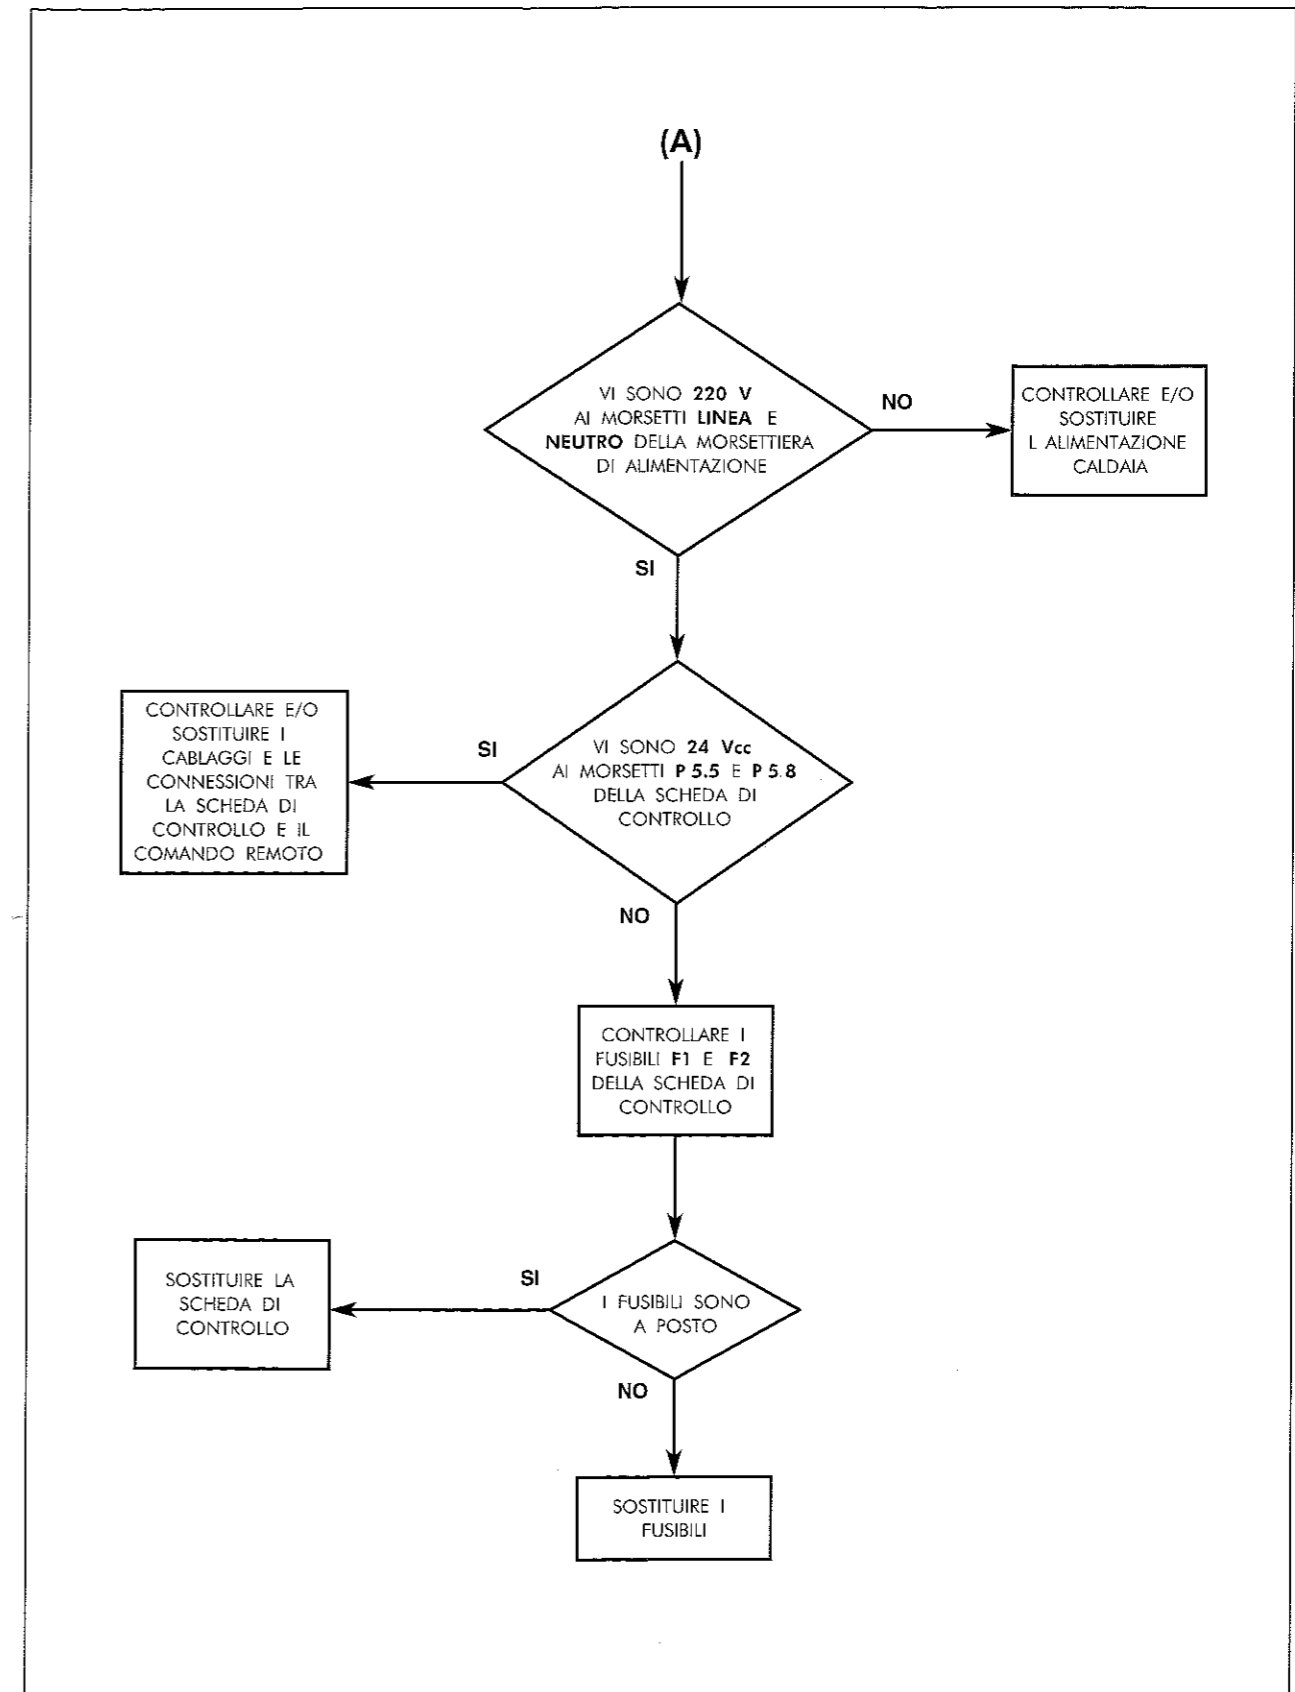 (A)
VI SONO 220 V
AI MORSETTI LINEA E
NEUTRO DELLA MORSETTIERA
DI ALIMENTAZIONE
NO
CONTROLLARE E/O
SOSTITUIRE
L ALIMENTAZIONE
CALDAIA
SI
VI SONO 24 Vcc
AI MORSETTI P 5.5 E P 5.8
DELLA SCHEDA DI
CONTROLLO
SI
CONTROLLARE E/O
SOSTITUIRE I
CABLAGGI E LE
CONNESSIONI TRA
LA SCHEDA DI
CONTROLLO E IL
COMANDO REMOTO
NO
CONTROLLARE I
FUSIBILI F1 E F2
DELLA SCHEDA DI
CONTROLLO
I FUSIBILI SONO
A POSTO
SI
SOSTITUIRE LA
SCHEDA DI
CONTROLLO
NO
SOSTITUIRE I
FUSIBILI